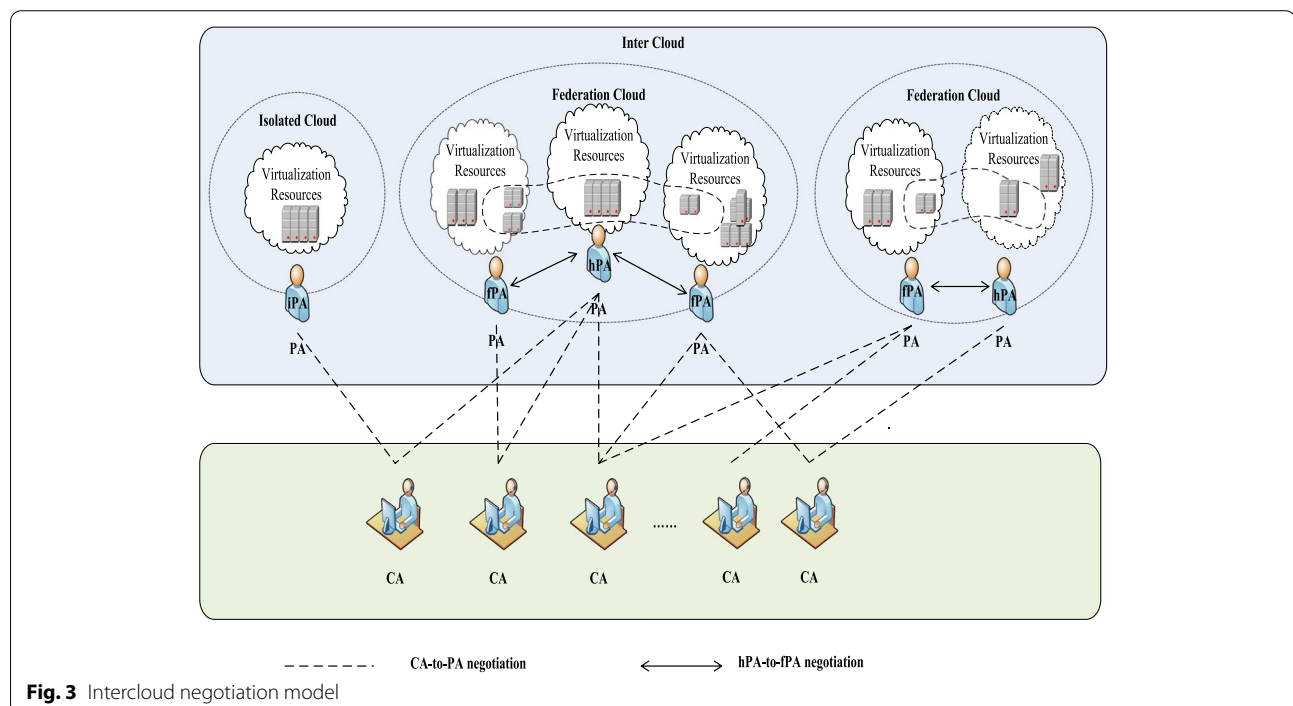 Inter Cloud
Isolated Cloud
Virtualization
Resources
iPA
PA
Federation Cloud
Virtualization
Resources
Virtualization
Resources
Virtualization
Resources
fPA
hPA
fPA
PA
PA
PA
Federation Cloud
Virtualization
Resources
Virtualization
Resources
fPA
hPA
PA
PA
......
CA
CA
CA
CA
CA
CA-to-PA negotiation
hPA-to-fPA negotiation
Fig. 3 Intercloud negotiation model